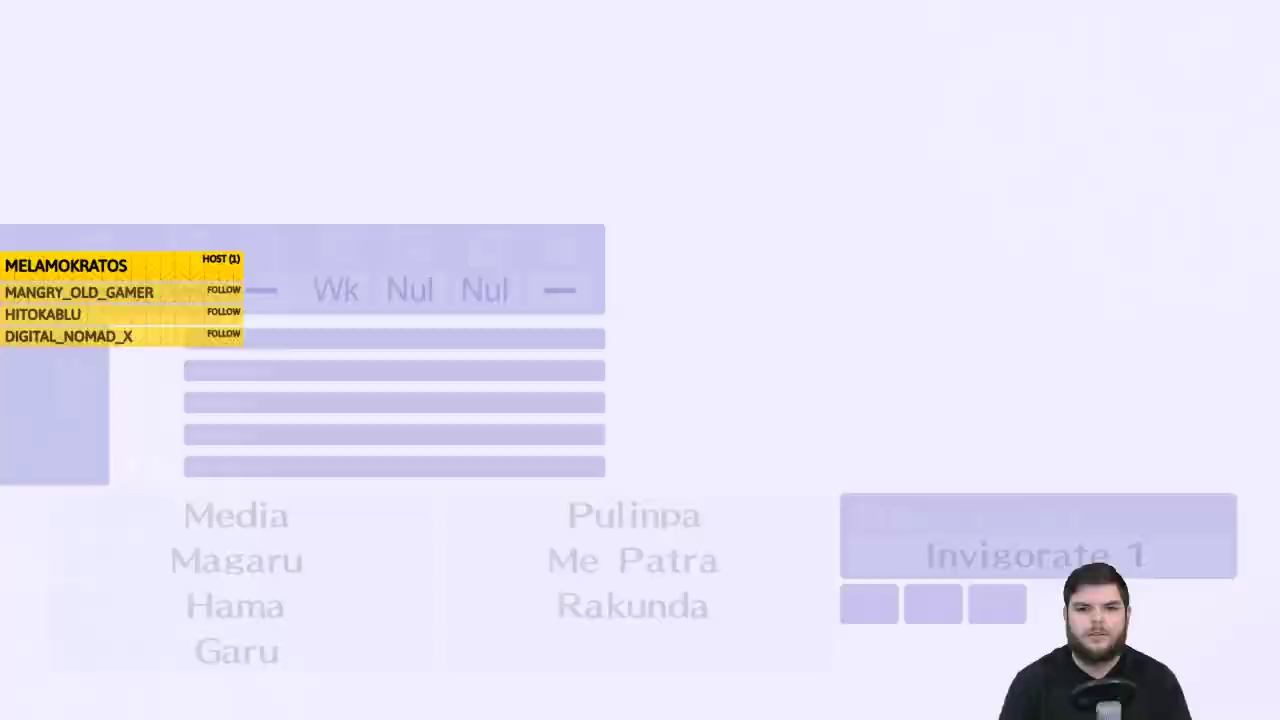 MELAMOKRATOS HOST (1)
MANGRY_OLD_GAMER FOLLOW
HITOKABLU FOLLOW
DIGITAL_NOMAD_X FOLLOW
— Wk Nul Nul —
Media Pulinpa
Magaru Me Patra
Hama Rakunda
Garu
Invigorate 1